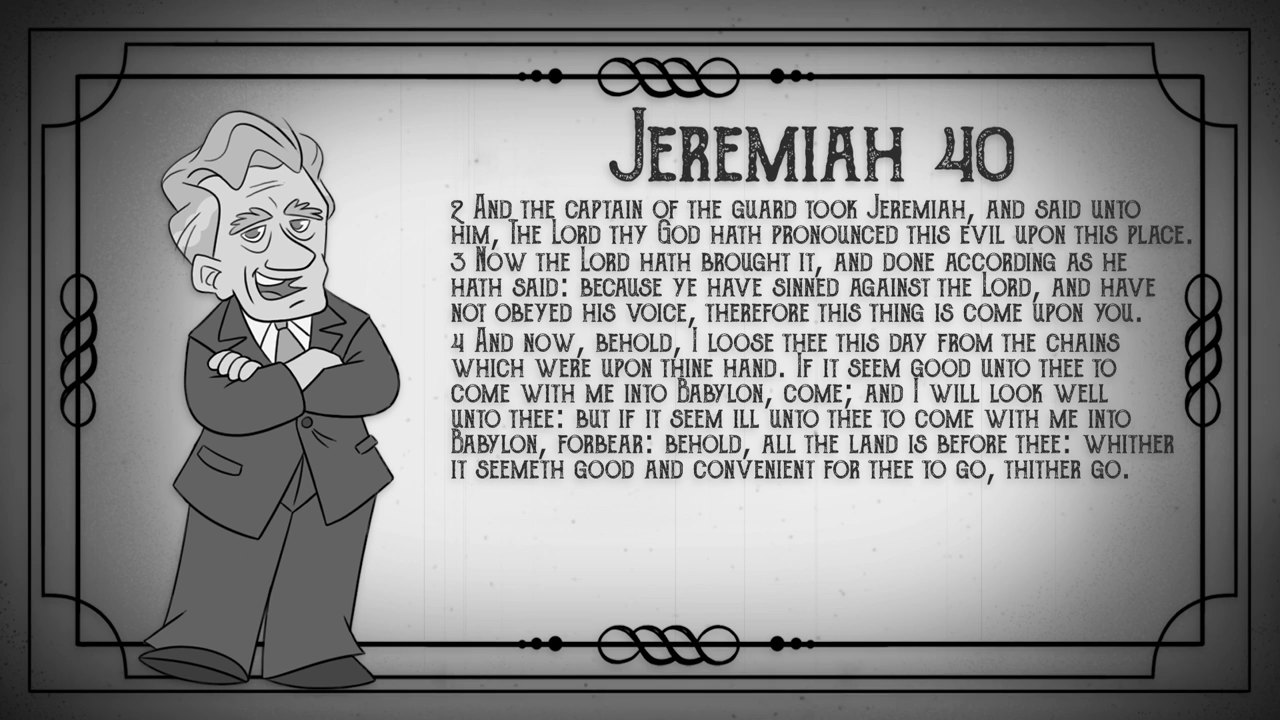 Jeremiah 40
2 And the captain of the guard took Jeremiah, and said unto
him, The Lord thy God hath pronounced this evil upon this place.
3 Now the Lord hath brought it, and done according as he
hath said: because ye have sinned against the Lord, and have
not obeyed his voice, therefore this thing is come upon you.
4 And now, behold, I loose thee this day from the chains
which were upon thine hand. If it seem good unto thee to
come with me into Babylon, come; and I will look well
unto thee: but if it seem ill unto thee to come with me into
Babylon, forbear: behold, all the land is before thee: whither
it seemeth good and convenient for thee to go, thither go.